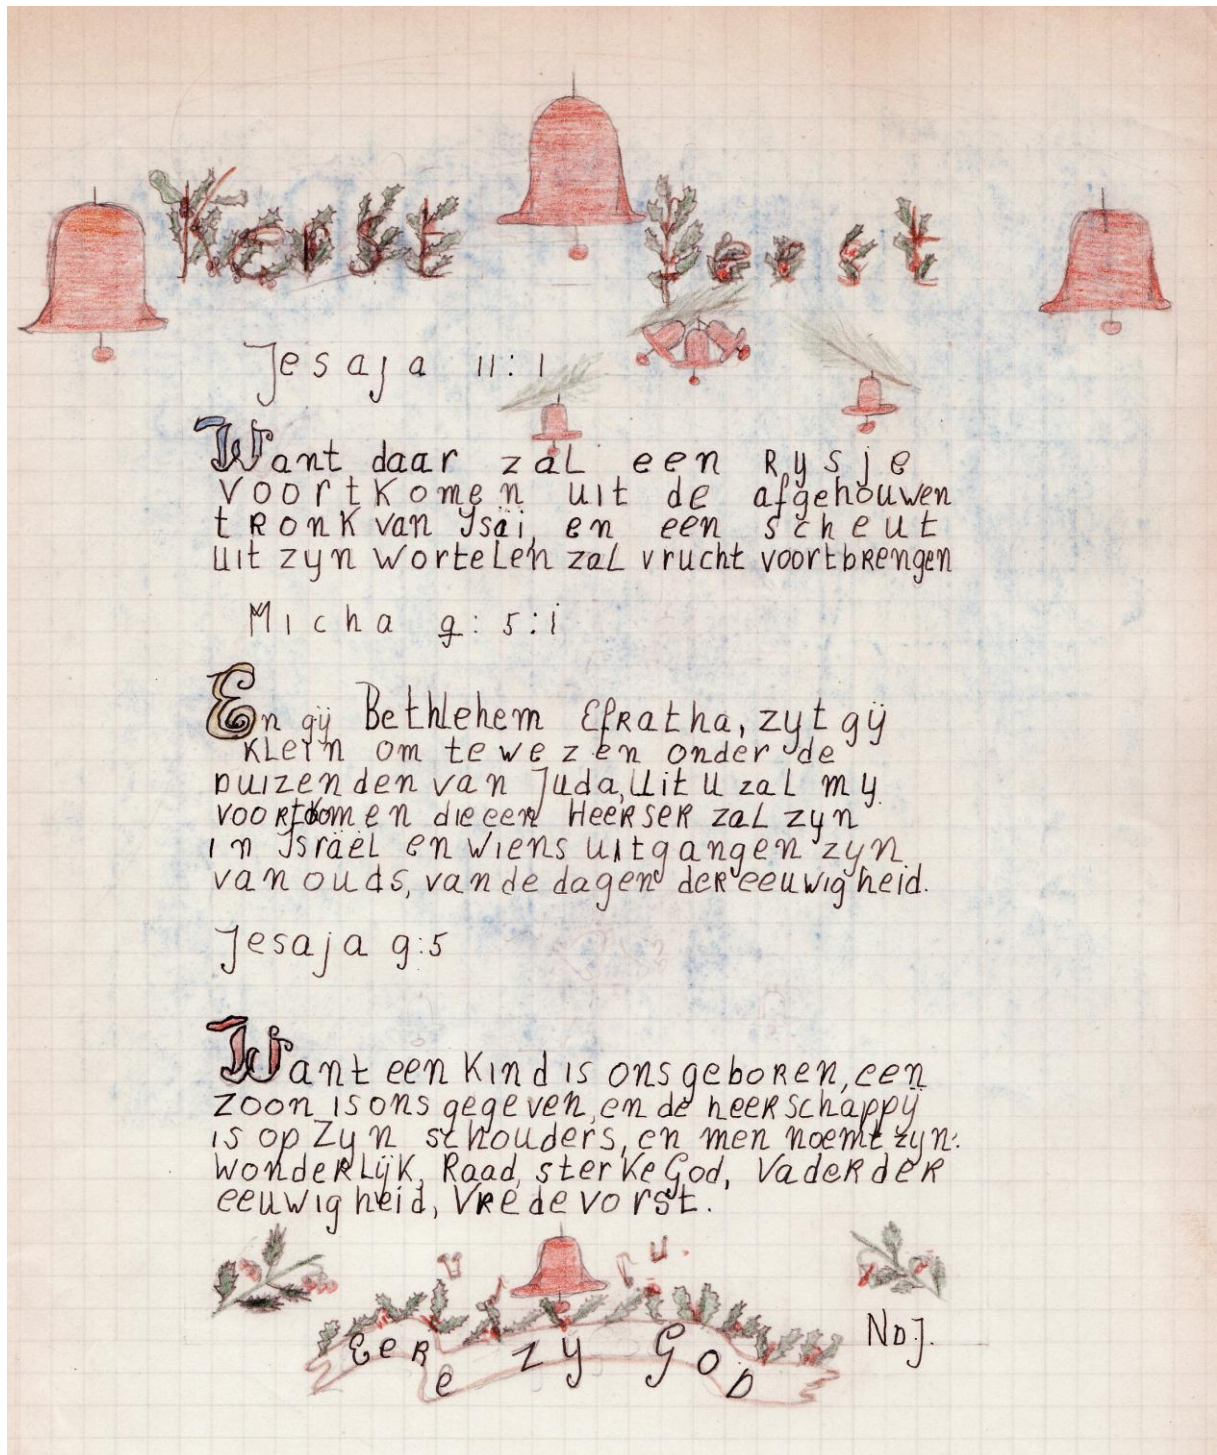 Kerst Feest
Jesaja 11:1
Want daar zal een Rysje
voortkomen uit de afgehouwen
tronk van Ysaï, en een scheut
uit zyn wortelen zal vrucht voortbrengen
Micha g: 5:1
En gij Bethlehem Efratha, zyt gij
klein om te wezen onder de
duizenden van Juda, Uit U zal my
voortkomen die een Heerser zal zyn
in Israël en wiens uitgangen zyn
van ouds, van de dagen der eeuwigheid.
Jesaja 9:5
Want een Kind is ons geboren, een
zoon is ons gegeven, en de heerschappij
is op Zyn schouders, en men noemt zyn:
Wonderlijk, Raad, sterke God, Vader der
eeuwigheid, Vredevorst.
Eere zy God
NDJ.